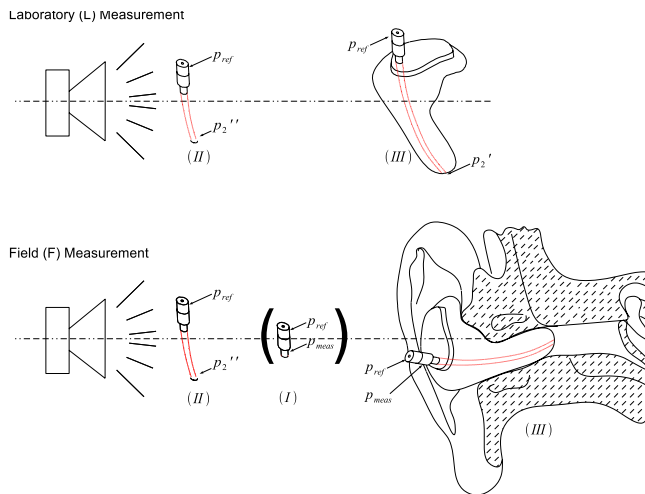 Laboratory (L) Measurement
p_ref
p_ref
p_2''
(II)
(III)
p_2'
Field (F) Measurement
p_ref
p_ref
p_meas
p_2''
(II)
(I)
p_ref
p_meas
(III)